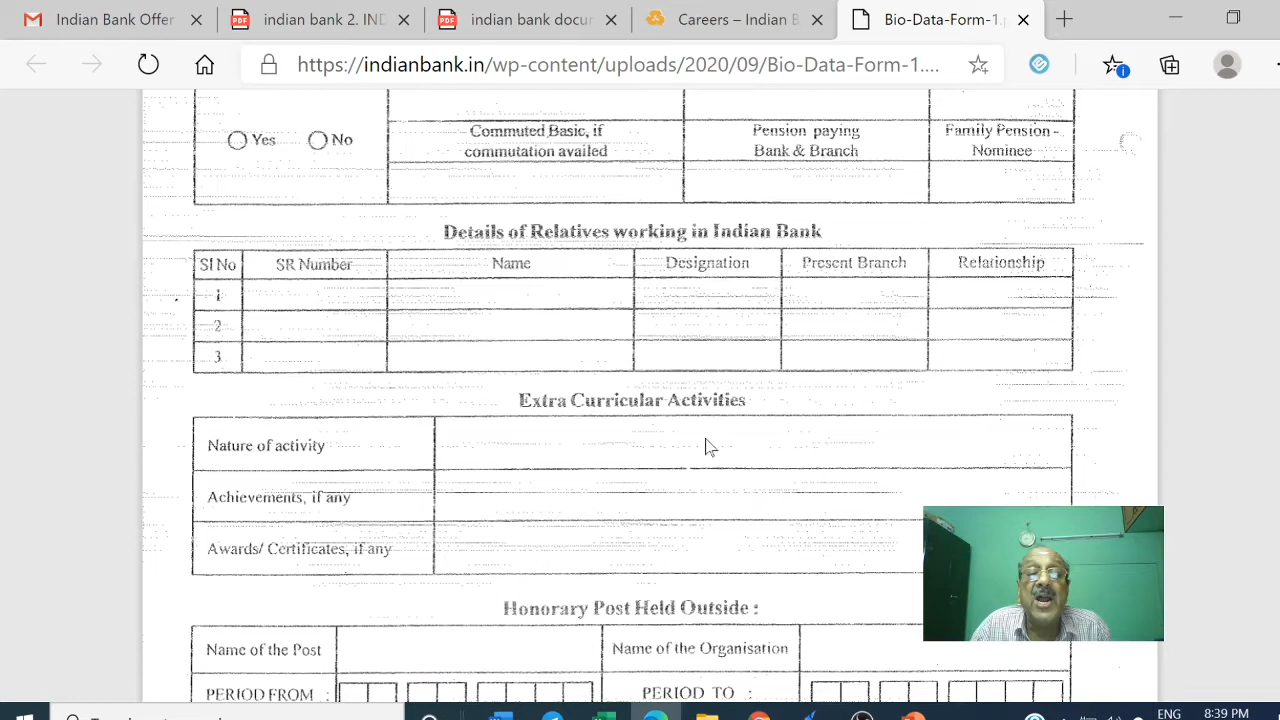 Indian Bank Offer
indian bank 2. IND
indian bank docur
Careers – Indian B
Bio-Data-Form-1.
https://indianbank.in/wp-content/uploads/2020/09/Bio-Data-Form-1....
1
Yes No
Commuted Basic, if
commutation availed
Pension paying
Bank & Branch
Family Pension -
Nominee
Details of Relatives working in Indian Bank
Sl No SR Number Name Designation Present Branch Relationship
1
2
3
Extra Curricular Activities
Nature of activity
Achievements, if any
Awards/ Certificates, if any
Honorary Post Held Outside :
Name of the Post Name of the Organisation
PERIOD FROM : PERIOD TO :
ENG 8:39 PM